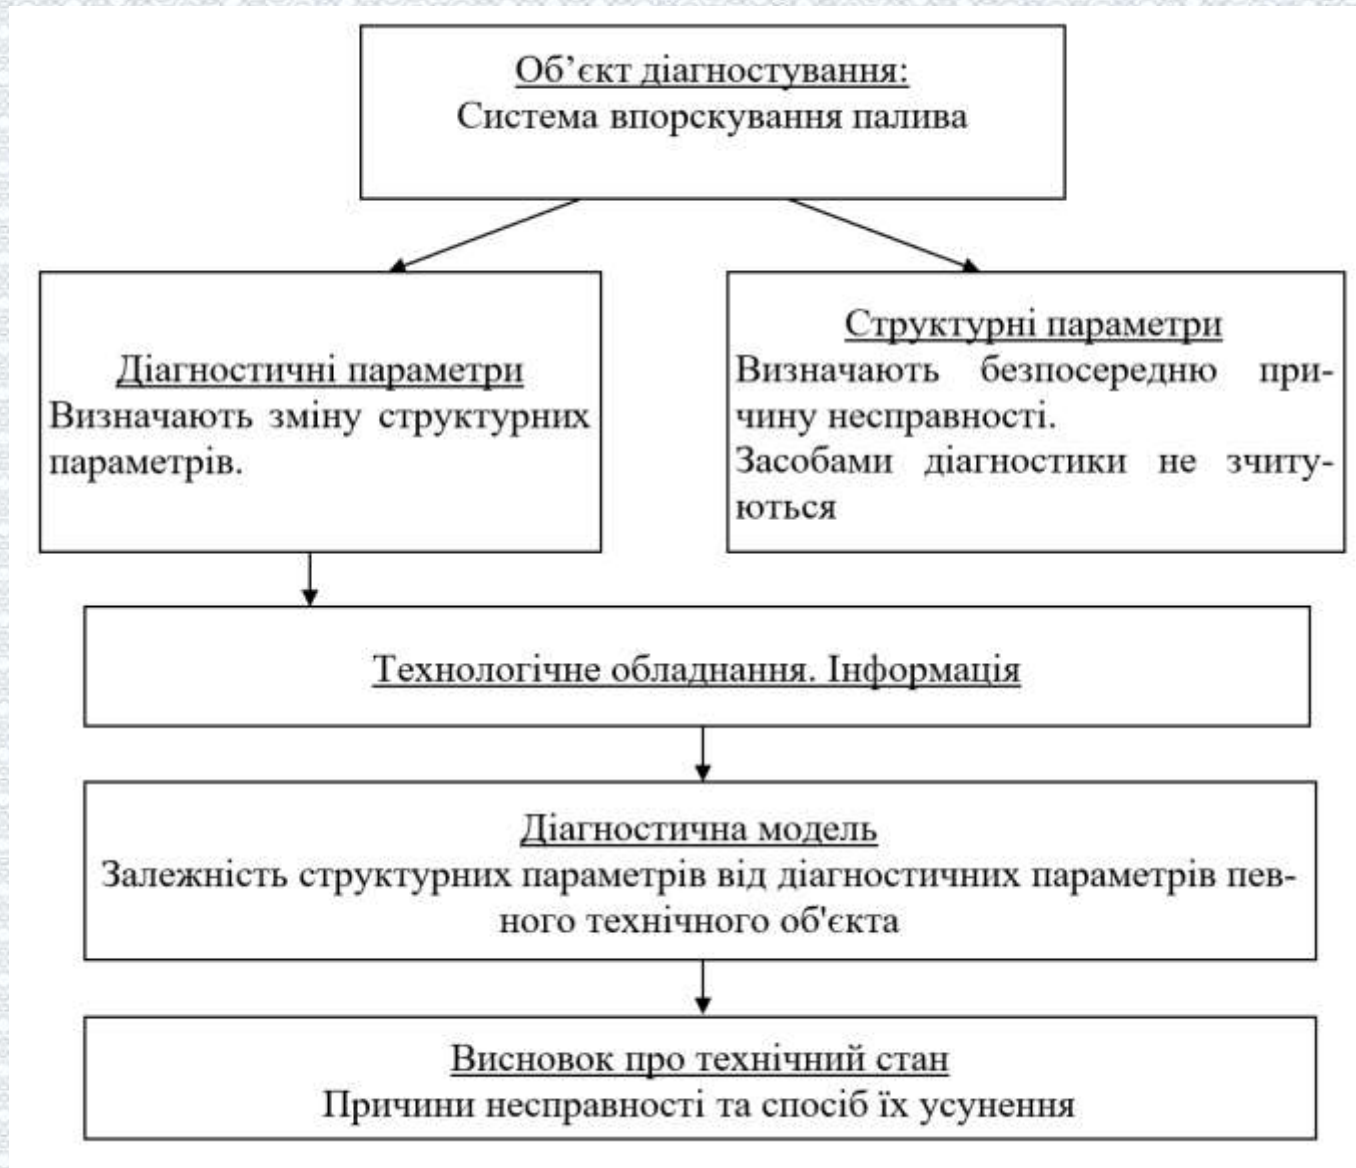 Об’єкт діагностування:
Система впорскування палива
Діагностичні параметри
Визначають зміну структурних
параметрів.
Структурні параметри
Визначають безпосередню при-
чину несправності.
Засобами діагностики не зчиту-
ються
Технологічне обладнання. Інформація
Діагностична модель
Залежність структурних параметрів від діагностичних параметрів пев-
ного технічного об'єкта
Висновок про технічний стан
Причини несправності та спосіб їх усунення